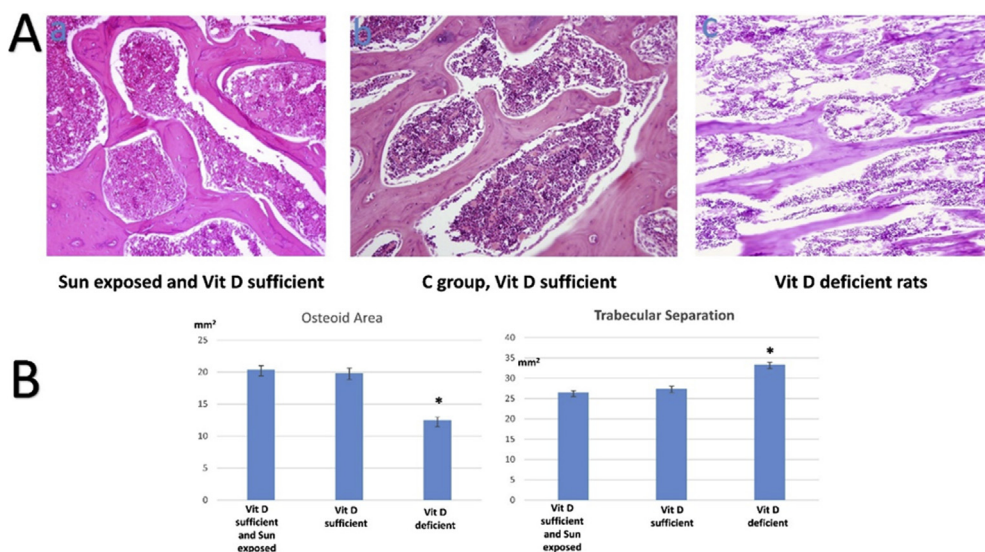 A
a
b
c
Sun exposed and Vit D sufficient
C group, Vit D sufficient
Vit D deficient rats
B
mm²
Osteoid Area
25
20
15
10
5
0
*
Vit D
sufficient
and Sun
exposed
Vit D
sufficient
Vit D
deficient
Trabecular Separation
mm²
40
35
30
25
20
15
10
5
0
*
Vit D
sufficient
and Sun
exposed
Vit D
sufficient
Vit D
deficient